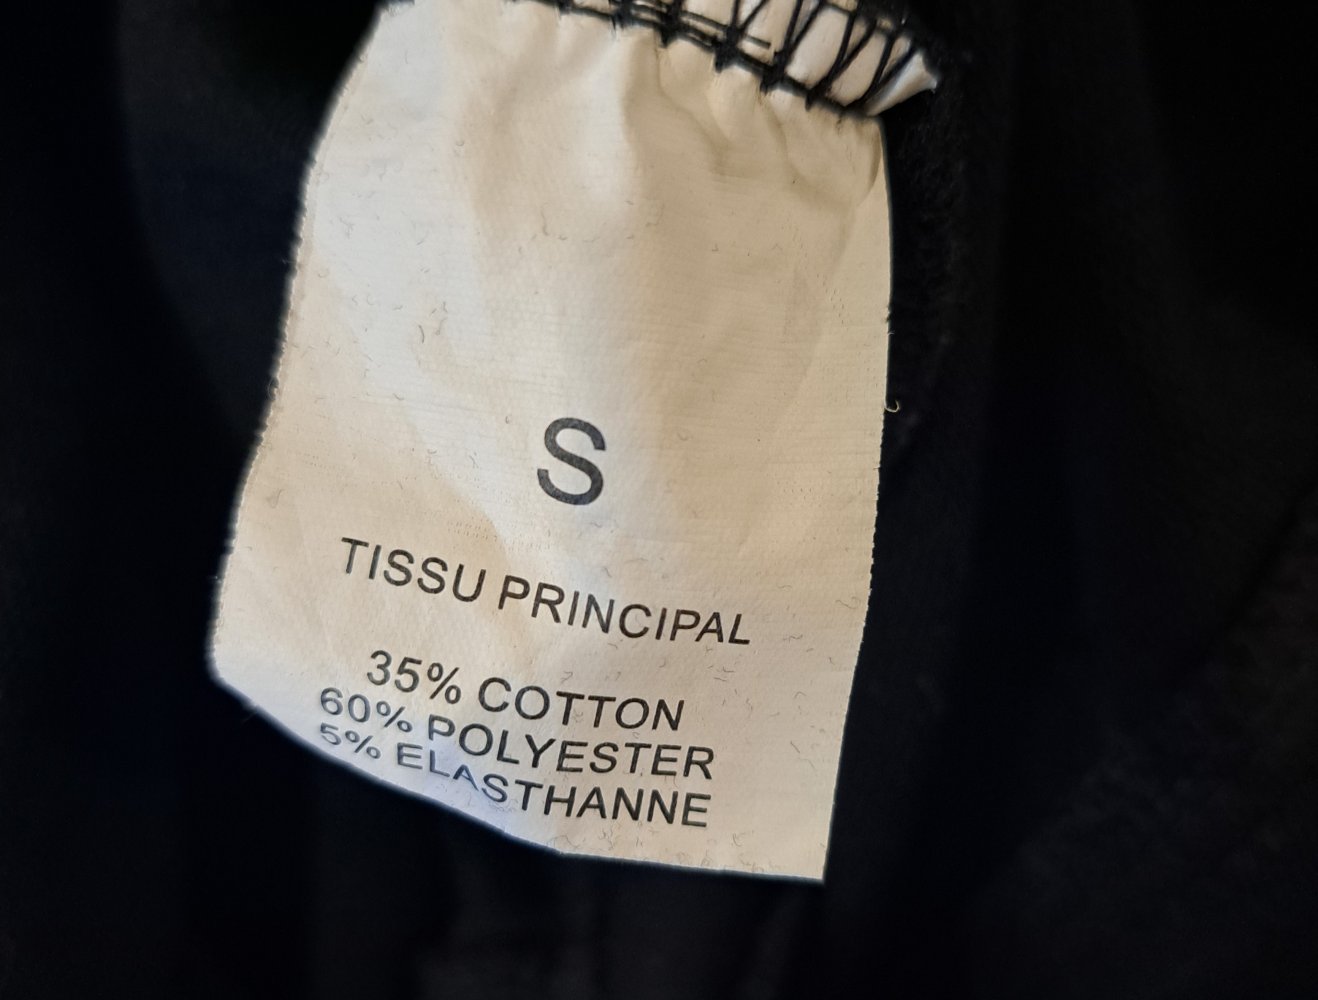 S
TISSU PRINCIPAL
35% COTTON
60% POLYESTER
5% ELASTHANNE